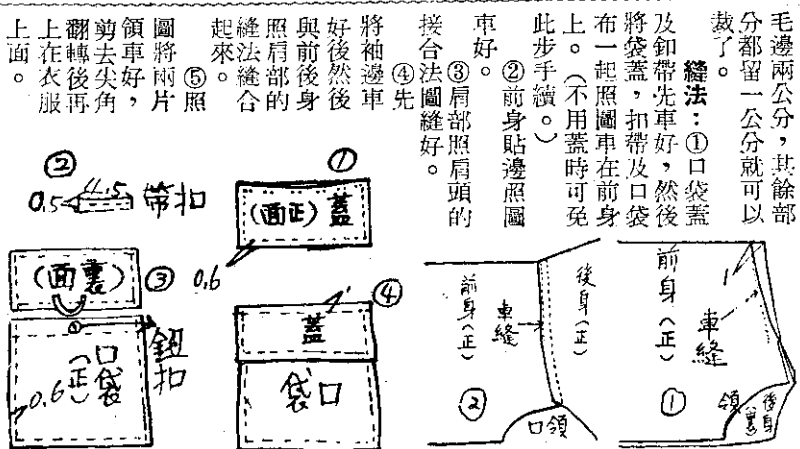 毛邊兩公分，其餘部
分都留一公分就可以
裁了。
縫法：①口袋蓋
及釦帶先車好，然後
將袋蓋，扣帶及口袋
布一起照圖車在前身
上。（不用蓋時可免
此步手續。）
②前身貼邊照圖
車好。
③肩部照肩頭的
接合法圖縫好。
④先
將袖邊車
好後然後
與前後身
照肩部的
縫法縫合
起來。
⑤照
圖將兩片
領車好，
剪去尖角
翻轉後再
上在衣服
上面。
①
蓋（正面）
0.6
②
4.5
0.5
帶扣
③
（裏面）
鈕扣
口袋（正）
0.6
④
蓋
口袋
前身（正）
車縫
1
①
領
後身（裏）
後身（正）
車縫
前身（正）
②
領口